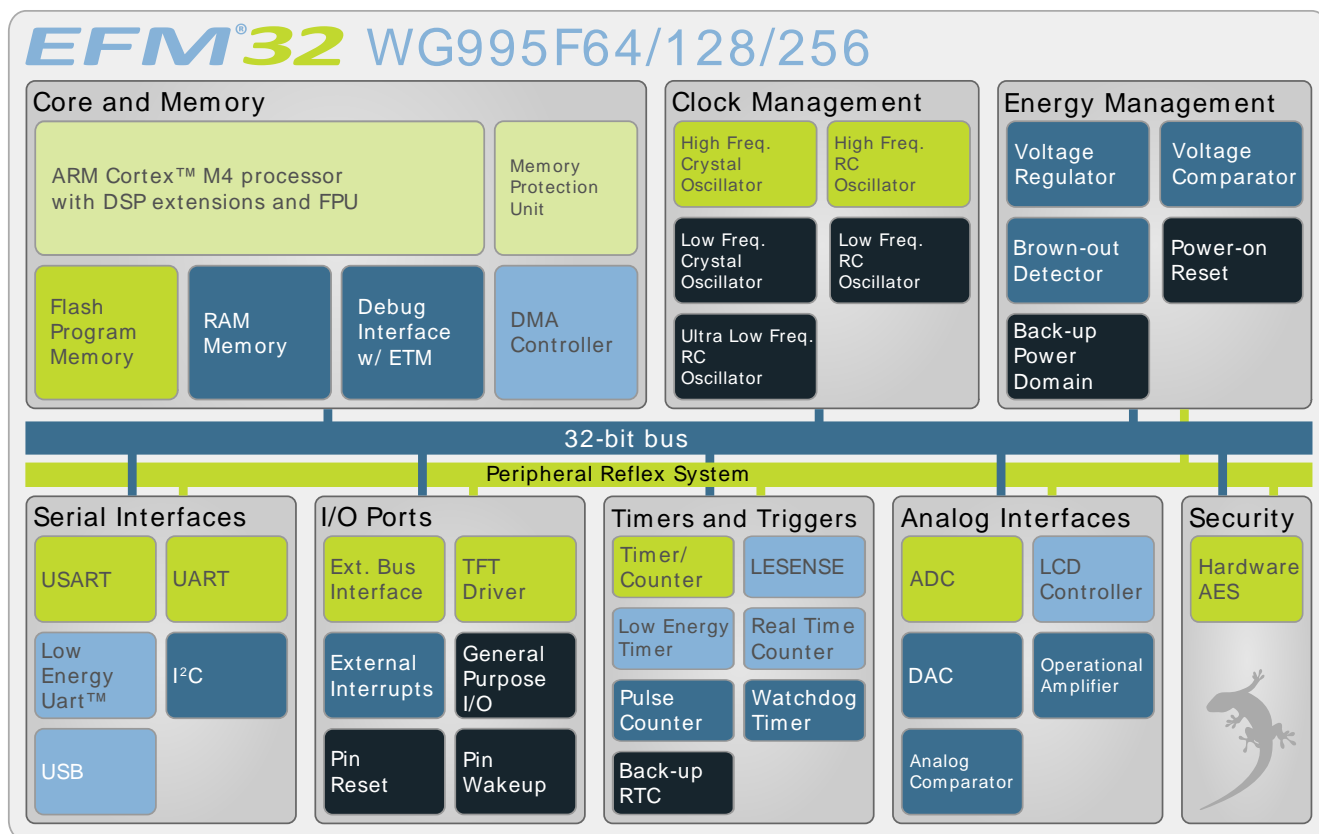 EFM®32 WG995F64/128/256
Core and Memory
ARM Cortex™ M4 processor
with DSP extensions and FPU
Memory
Protection
Unit
Flash
Program
Memory
RAM
Memory
Debug
Interface
w/ ETM
DMA
Controller
Clock Management
High Freq.
Crystal
Oscillator
High Freq.
RC
Oscillator
Low Freq.
Crystal
Oscillator
Low Freq.
RC
Oscillator
Ultra Low Freq.
RC
Oscillator
Energy Management
Voltage
Regulator
Voltage
Comparator
Brown-out
Detector
Power-on
Reset
Back-up
Power
Domain
32-bit bus
Peripheral Reflex System
Serial Interfaces
USART
UART
Low
Energy
Uart™
I²C
USB
I/O Ports
Ext. Bus
Interface
TFT
Driver
External
Interrupts
General
Purpose
I/O
Pin
Reset
Pin
Wakeup
Timers and Triggers
Timer/
Counter
LESENSE
Low Energy
Timer
Real Time
Counter
Pulse
Counter
Watchdog
Timer
Back-up
RTC
Analog Interfaces
ADC
LCD
Controller
DAC
Operational
Amplifier
Analog
Comparator
Security
Hardware
AES